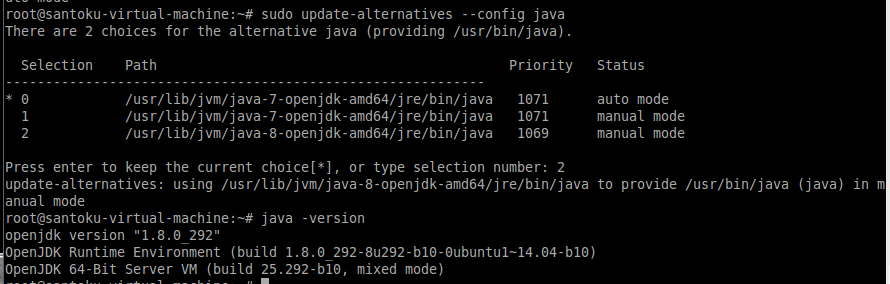 auto mode
root@santoku-virtual-machine:~# sudo update-alternatives --config java
There are 2 choices for the alternative java (providing /usr/bin/java).
Selection Path Priority Status
------------------------------------------------------------
* 0 /usr/lib/jvm/java-7-openjdk-amd64/jre/bin/java 1071 auto mode
1 /usr/lib/jvm/java-7-openjdk-amd64/jre/bin/java 1071 manual mode
2 /usr/lib/jvm/java-8-openjdk-amd64/jre/bin/java 1069 manual mode
Press enter to keep the current choice[*], or type selection number: 2
update-alternatives: using /usr/lib/jvm/java-8-openjdk-amd64/jre/bin/java to provide /usr/bin/java (java) in m
anual mode
root@santoku-virtual-machine:~# java -version
openjdk version "1.8.0_292"
OpenJDK Runtime Environment (build 1.8.0_292-8u292-b10-0ubuntu1~14.04-b10)
OpenJDK 64-Bit Server VM (build 25.292-b10, mixed mode)
root@santoku-virtual-machine:~#